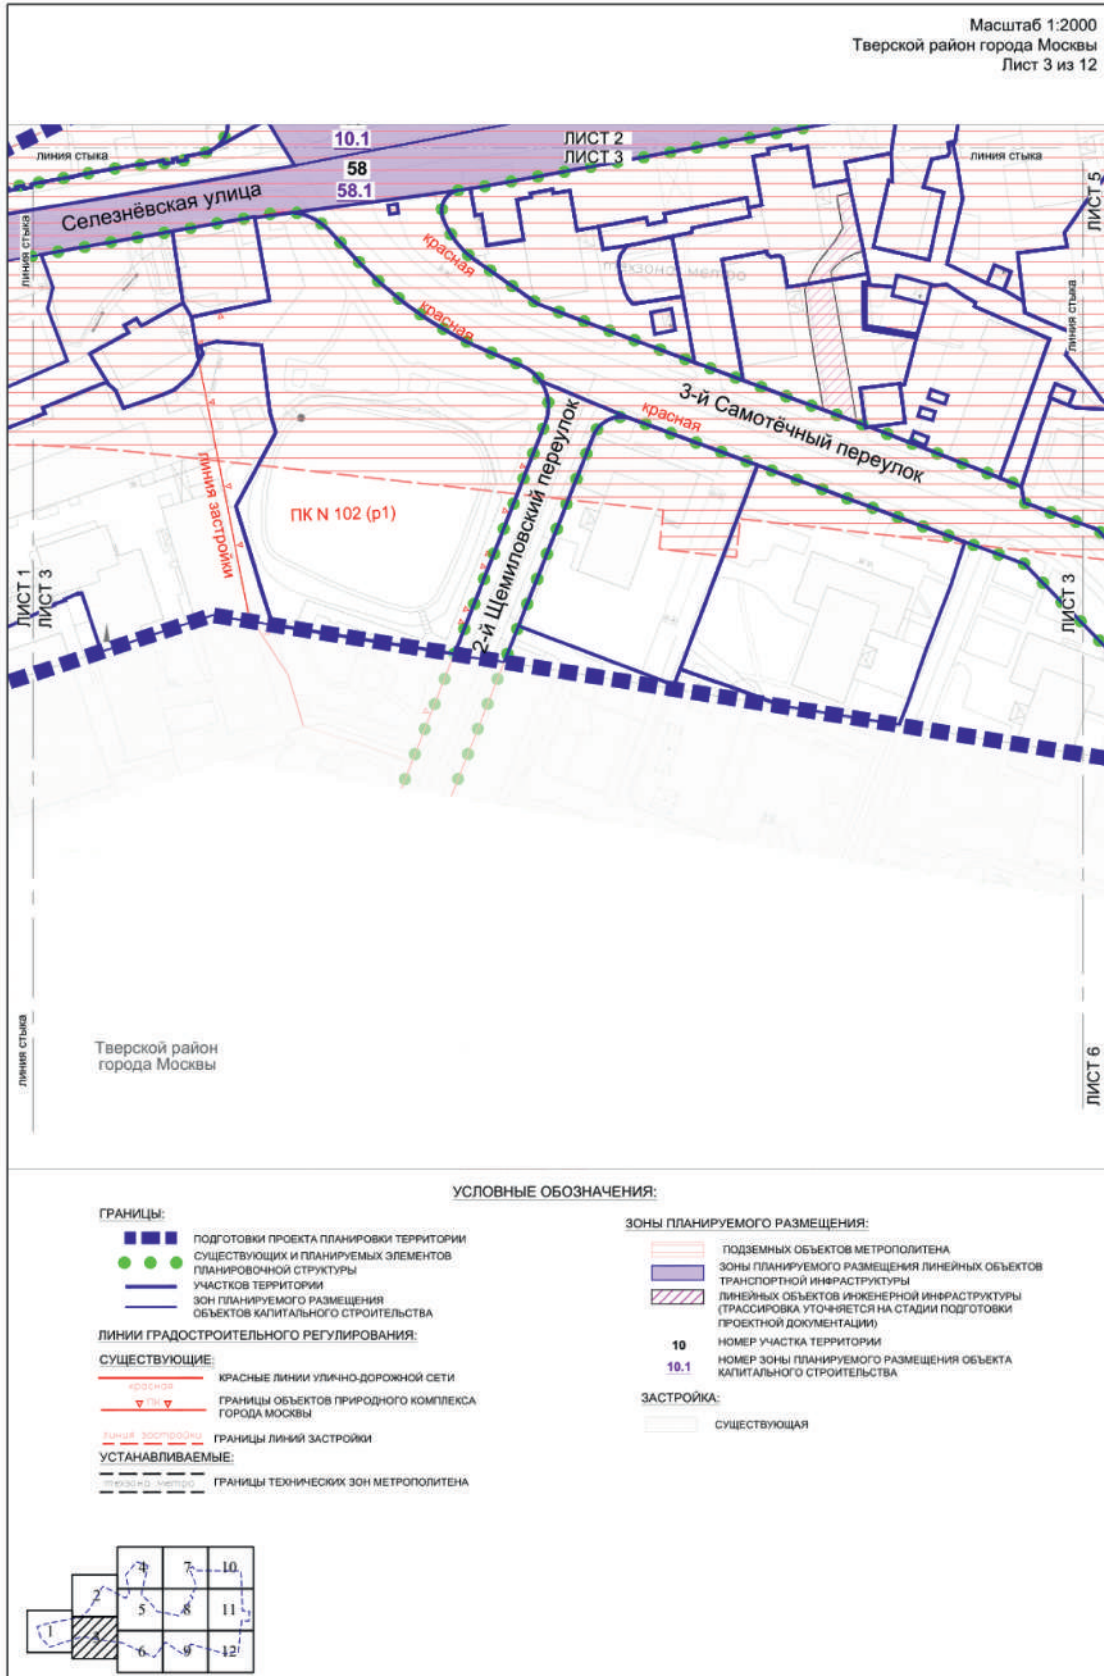 Масштаб 1:2000
Тверской район города Москвы
Лист 3 из 12
10.1
ЛИСТ 2
ЛИСТ 3
линия стыка
линия стыка
58
58.1
Селезнёвская улица
ЛИСТ 5
линия стыка
красная
техзона метро
красная
линия стыка
3-й Самотёчный переулок
красная
2-й Щемиловский переулок
линия застройки
ПК N 102 (р1)
ЛИСТ 1
ЛИСТ 3
ЛИСТ 3
линия стыка
Тверской район
города Москвы
ЛИСТ 6
УСЛОВНЫЕ ОБОЗНАЧЕНИЯ:
ГРАНИЦЫ:
ПОДГОТОВКИ ПРОЕКТА ПЛАНИРОВКИ ТЕРРИТОРИИ
СУЩЕСТВУЮЩИХ И ПЛАНИРУЕМЫХ ЭЛЕМЕНТОВ
ПЛАНИРОВОЧНОЙ СТРУКТУРЫ
УЧАСТКОВ ТЕРРИТОРИИ
ЗОН ПЛАНИРУЕМОГО РАЗМЕЩЕНИЯ
ОБЪЕКТОВ КАПИТАЛЬНОГО СТРОИТЕЛЬСТВА
ЛИНИИ ГРАДОСТРОИТЕЛЬНОГО РЕГУЛИРОВАНИЯ:
СУЩЕСТВУЮЩИЕ:
красная
КРАСНЫЕ ЛИНИИ УЛИЧНО-ДОРОЖНОЙ СЕТИ
ПК
ГРАНИЦЫ ОБЪЕКТОВ ПРИРОДНОГО КОМПЛЕКСА
ГОРОДА МОСКВЫ
линия застройки
ГРАНИЦЫ ЛИНИЙ ЗАСТРОЙКИ
УСТАНАВЛИВАЕМЫЕ:
техзона метро
ГРАНИЦЫ ТЕХНИЧЕСКИХ ЗОН МЕТРОПОЛИТЕНА
ЗОНЫ ПЛАНИРУЕМОГО РАЗМЕЩЕНИЯ:
ПОДЗЕМНЫХ ОБЪЕКТОВ МЕТРОПОЛИТЕНА
ЗОНЫ ПЛАНИРУЕМОГО РАЗМЕЩЕНИЯ ЛИНЕЙНЫХ ОБЪЕКТОВ
ТРАНСПОРТНОЙ ИНФРАСТРУКТУРЫ
ЛИНЕЙНЫХ ОБЪЕКТОВ ИНЖЕНЕРНОЙ ИНФРАСТРУКТУРЫ
(ТРАССИРОВКА УТОЧНЯЕТСЯ НА СТАДИИ ПОДГОТОВКИ
ПРОЕКТНОЙ ДОКУМЕНТАЦИИ)
10
НОМЕР УЧАСТКА ТЕРРИТОРИИ
10.1
НОМЕР ЗОНЫ ПЛАНИРУЕМОГО РАЗМЕЩЕНИЯ ОБЪЕКТА
КАПИТАЛЬНОГО СТРОИТЕЛЬСТВА
ЗАСТРОЙКА:
СУЩЕСТВУЮЩАЯ
4 7 10
2
5 8 11
1 3
6 9 12